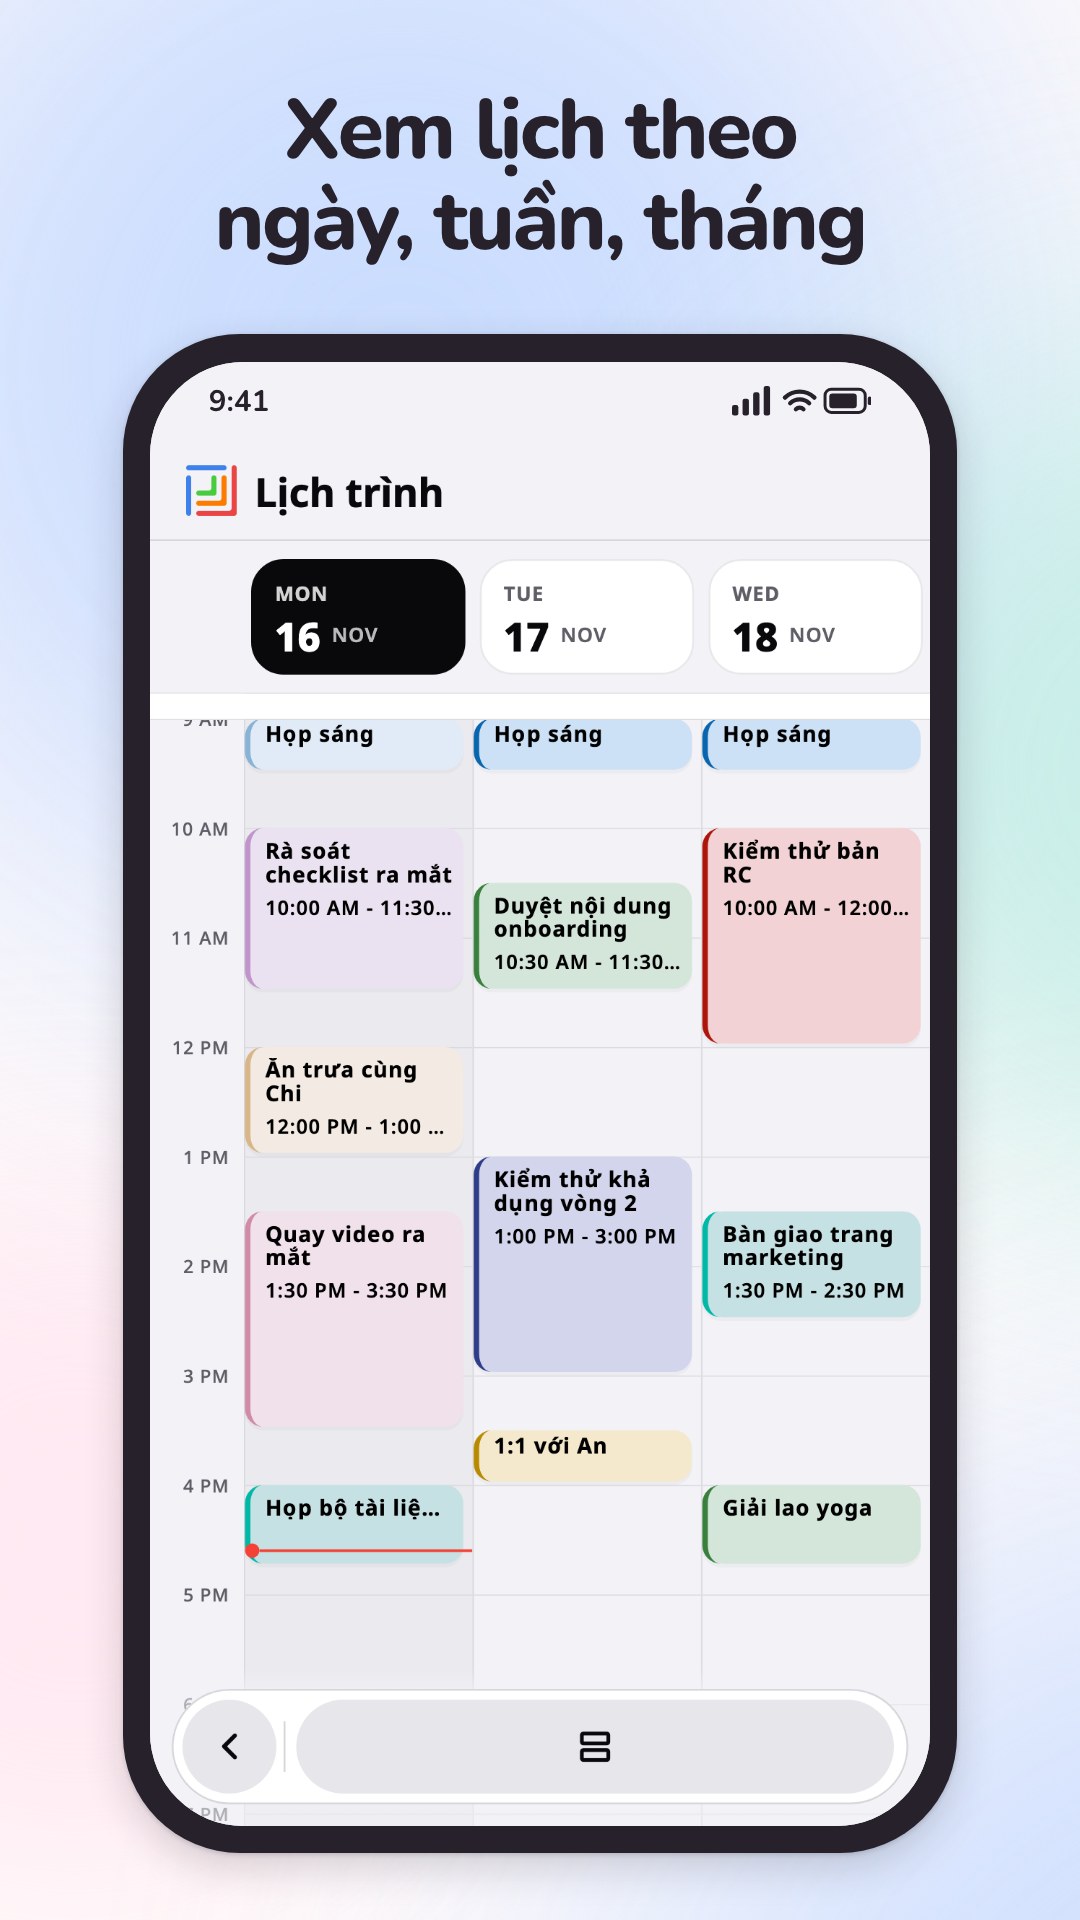 Xem lịch theo
ngày, tuần, tháng
9:41
Lịch trình
MON
16 NOV
TUE
17 NOV
WED
18 NOV
9 AM
Họp sáng
Họp sáng
Họp sáng
10 AM
Rà soát
checklist ra mắt
10:00 AM - 11:30...
Duyệt nội dung
onboarding
10:30 AM - 11:30...
Kiểm thử bản
RC
10:00 AM - 12:00...
11 AM
12 PM
Ăn trưa cùng
Chi
12:00 PM - 1:00 ...
1 PM
Kiểm thử khả
dụng vòng 2
1:00 PM - 3:00 PM
Quay video ra
mắt
1:30 PM - 3:30 PM
Bàn giao trang
marketing
1:30 PM - 2:30 PM
2 PM
3 PM
1:1 với An
4 PM
Họp bộ tài liệ...
Giải lao yoga
5 PM
PM